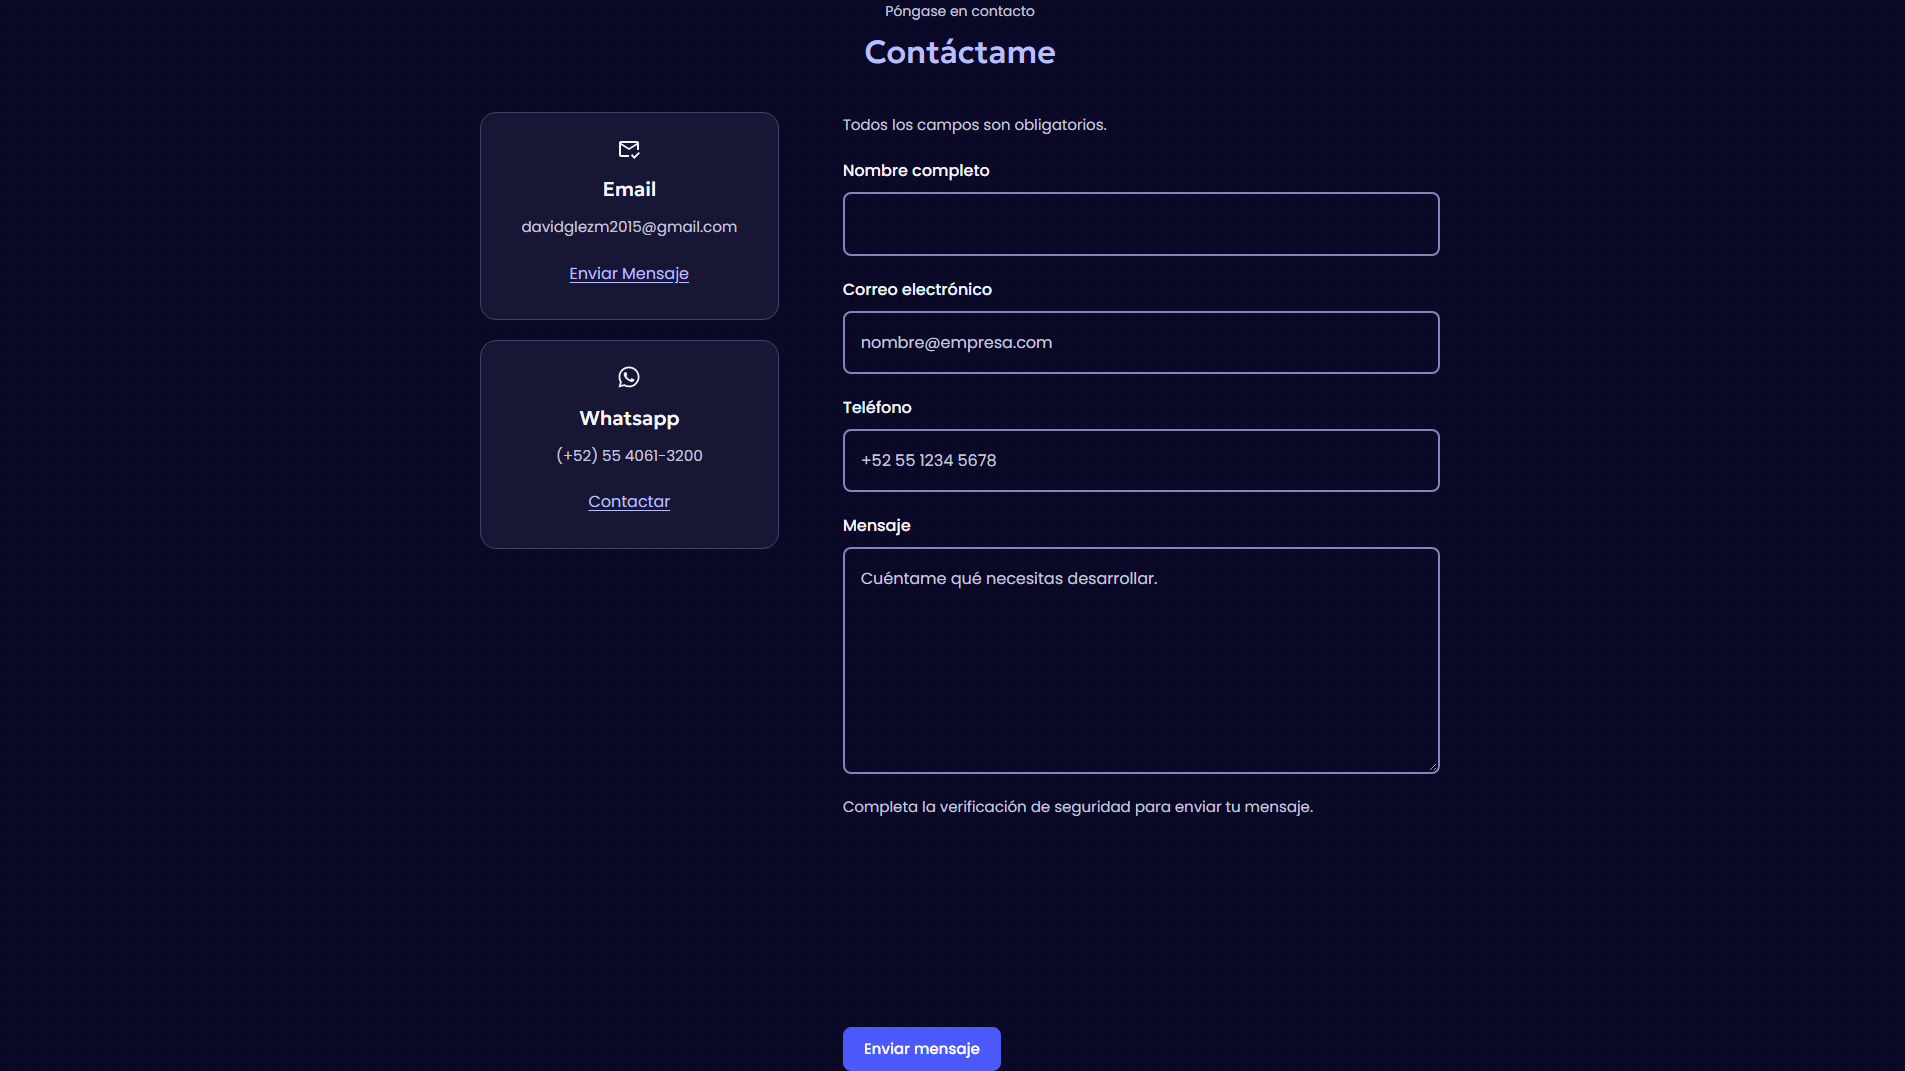 Póngase en contacto
Contáctame
Email
davidglezm2015@gmail.com
Enviar Mensaje
Whatsapp
(+52) 55 4061-3200
Contactar
Todos los campos son obligatorios.
Nombre completo
Correo electrónico
nombre@empresa.com
Teléfono
+52 55 1234 5678
Mensaje
Cuéntame qué necesitas desarrollar.
Completa la verificación de seguridad para enviar tu mensaje.
Enviar mensaje